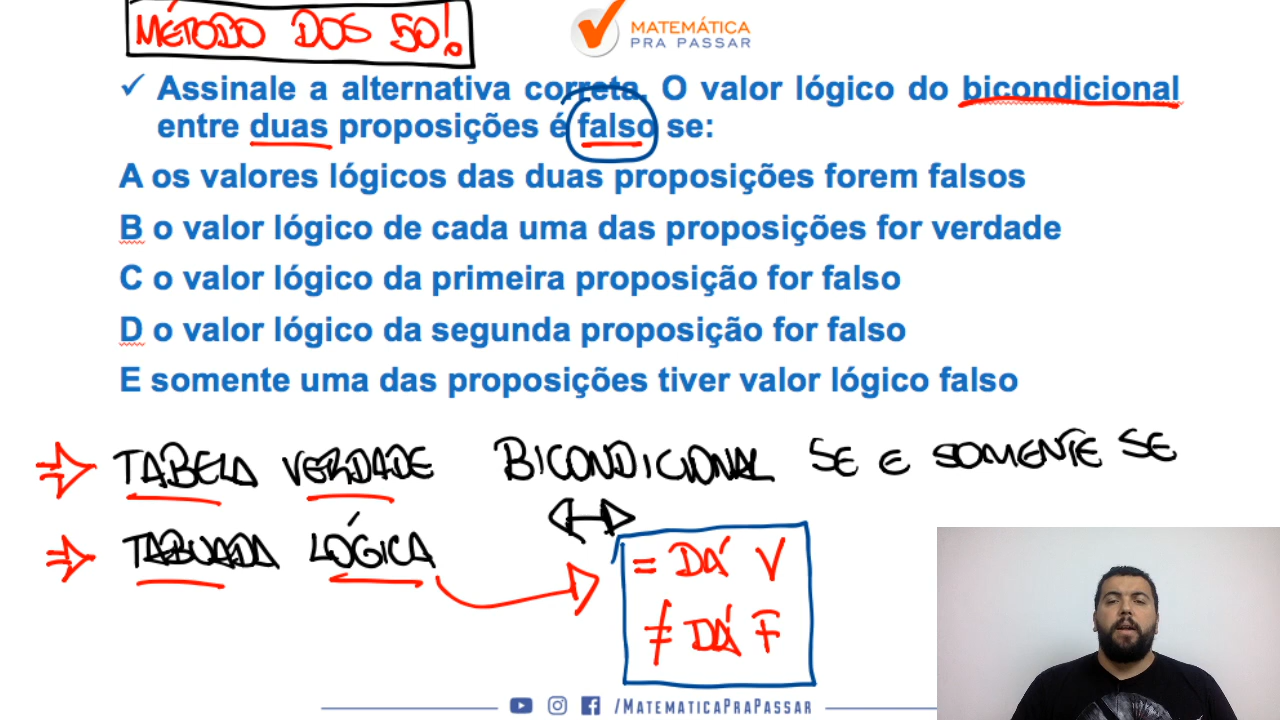 MÉTODO DOS 50!
MATEMÁTICA
PRA PASSAR
✓ Assinale a alternativa correta. O valor lógico do bicondicional
entre duas proposições é falso se:
A os valores lógicos das duas proposições forem falsos
B o valor lógico de cada uma das proposições for verdade
C o valor lógico da primeira proposição for falso
D o valor lógico da segunda proposição for falso
E somente uma das proposições tiver valor lógico falso
⇒ TABELA VERDADE BICONDICIONAL SE E SOMENTE SE
↔
⇒ TABUADA LÓGICA
= DÁ V
≠ DÁ F
/MATEMATICAPRAPASSAR